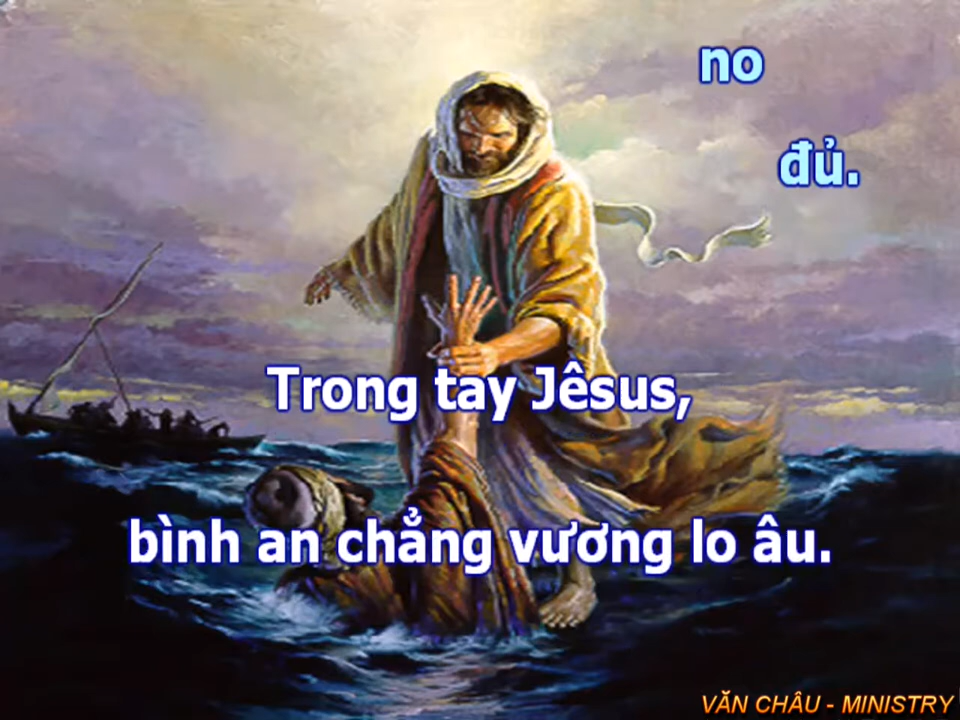 no
đủ.
Trong tay Jêsus,
bình an chẳng vương lo âu.
VĂN CHÂU - MINISTRY